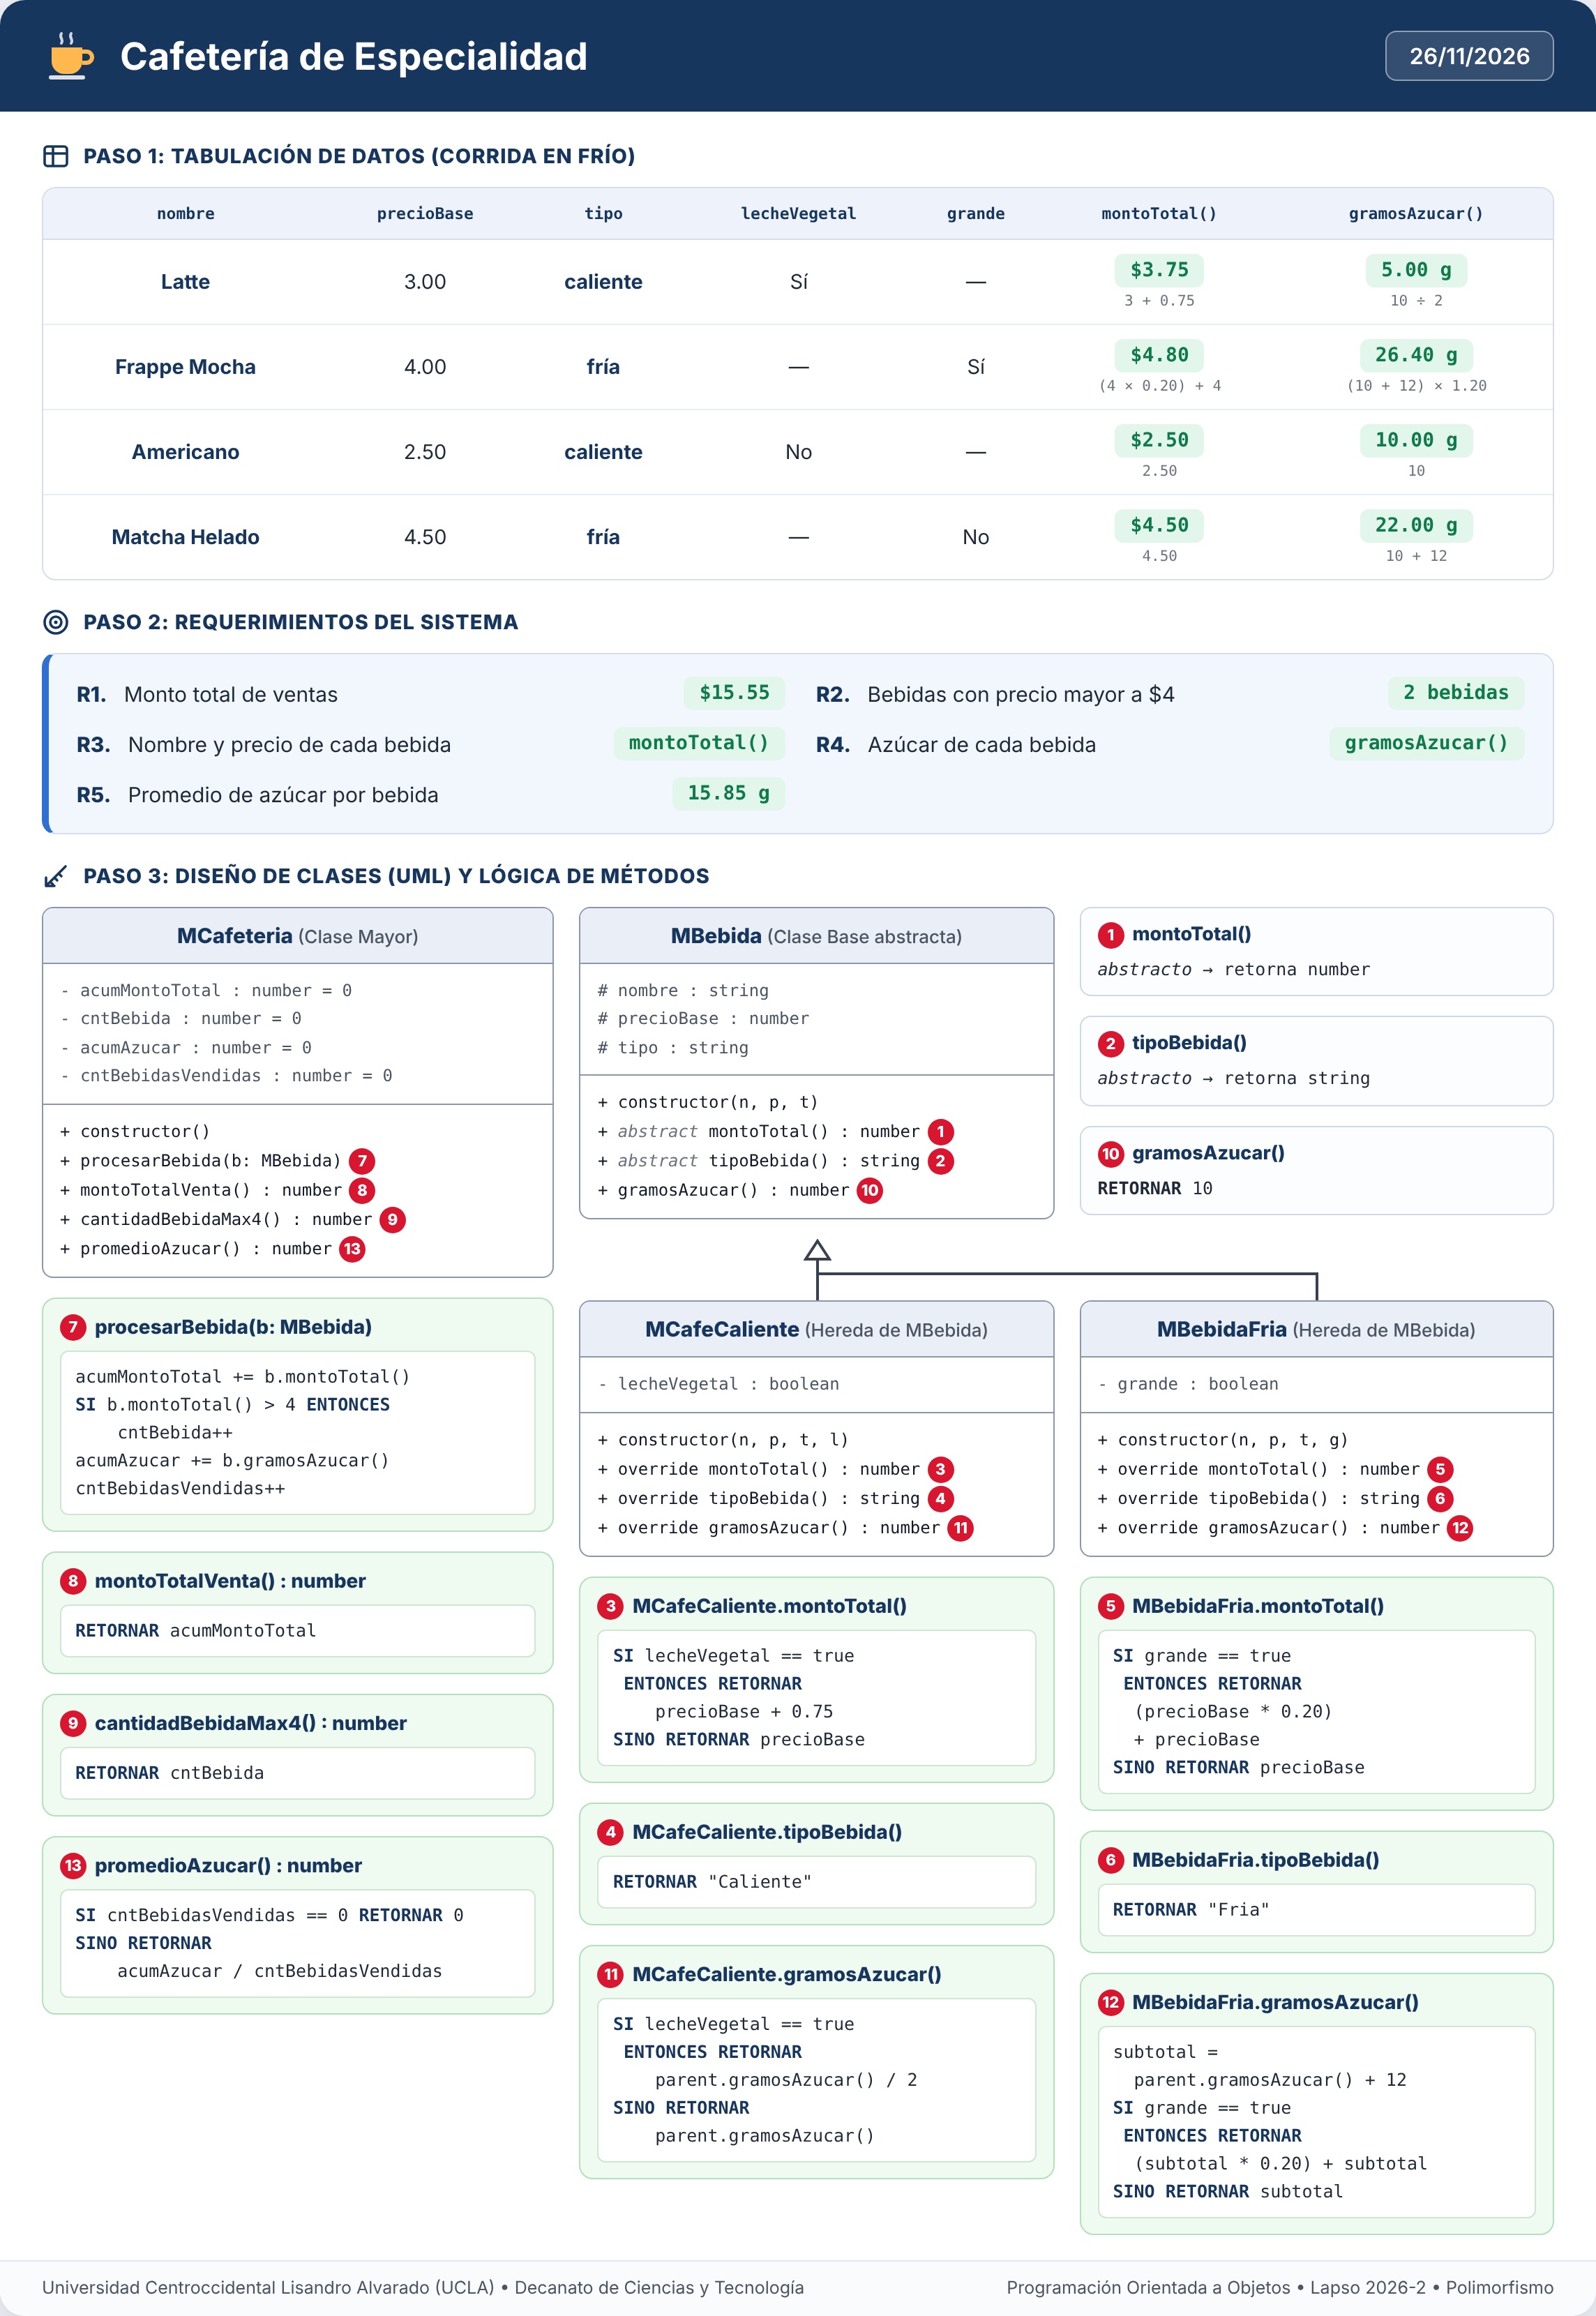 Cafetería de Especialidad
26/11/2026
PASO 1: TABULACIÓN DE DATOS (CORRIDA EN FRÍO)
nombre precioBase tipo lecheVegetal grande montoTotal() gramosAzucar()
Latte 3.00 caliente Sí — $3.75 5.00 g
3 + 0.75 10 ÷ 2
Frappe Mocha 4.00 fría — Sí $4.80 26.40 g
(4 × 0.20) + 4 (10 + 12) × 1.20
Americano 2.50 caliente No — $2.50 10.00 g
2.50 10
Matcha Helado 4.50 fría — No $4.50 22.00 g
4.50 10 + 12
PASO 2: REQUERIMIENTOS DEL SISTEMA
R1. Monto total de ventas $15.55
R2. Bebidas con precio mayor a $4 2 bebidas
R3. Nombre y precio de cada bebida montoTotal()
R4. Azúcar de cada bebida gramosAzucar()
R5. Promedio de azúcar por bebida 15.85 g
PASO 3: DISEÑO DE CLASES (UML) Y LÓGICA DE MÉTODOS
MCafeteria (Clase Mayor)
- acumMontoTotal : number = 0
- cntBebida : number = 0
- acumAzucar : number = 0
- cntBebidasVendidas : number = 0
+ constructor()
+ procesarBebida(b: MBebida) 7
+ montoTotalVenta() : number 8
+ cantidadBebidaMax4() : number 9
+ promedioAzucar() : number 13
7 procesarBebida(b: MBebida)
acumMontoTotal += b.montoTotal()
SI b.montoTotal() > 4 ENTONCES
cntBebida++
acumAzucar += b.gramosAzucar()
cntBebidasVendidas++
8 montoTotalVenta() : number
RETORNAR acumMontoTotal
9 cantidadBebidaMax4() : number
RETORNAR cntBebida
13 promedioAzucar() : number
SI cntBebidasVendidas == 0 RETORNAR 0
SINO RETORNAR
acumAzucar / cntBebidasVendidas
MBebida (Clase Base abstracta)
# nombre : string
# precioBase : number
# tipo : string
+ constructor(n, p, t)
+ abstract montoTotal() : number 1
+ abstract tipoBebida() : string 2
+ gramosAzucar() : number 10
1 montoTotal()
abstracto → retorna number
2 tipoBebida()
abstracto → retorna string
10 gramosAzucar()
RETORNAR 10
MCafeCaliente (Hereda de MBebida)
- lecheVegetal : boolean
+ constructor(n, p, t, l)
+ override montoTotal() : number 3
+ override tipoBebida() : string 4
+ override gramosAzucar() : number 11
3 MCafeCaliente.montoTotal()
SI lecheVegetal == true
ENTONCES RETORNAR
precioBase + 0.75
SINO RETORNAR precioBase
4 MCafeCaliente.tipoBebida()
RETORNAR "Caliente"
11 MCafeCaliente.gramosAzucar()
SI lecheVegetal == true
ENTONCES RETORNAR
parent.gramosAzucar() / 2
SINO RETORNAR
parent.gramosAzucar()
MBebidaFria (Hereda de MBebida)
- grande : boolean
+ constructor(n, p, t, g)
+ override montoTotal() : number 5
+ override tipoBebida() : string 6
+ override gramosAzucar() : number 12
5 MBebidaFria.montoTotal()
SI grande == true
ENTONCES RETORNAR
(precioBase * 0.20)
+ precioBase
SINO RETORNAR precioBase
6 MBebidaFria.tipoBebida()
RETORNAR "Fria"
12 MBebidaFria.gramosAzucar()
subtotal =
parent.gramosAzucar() + 12
SI grande == true
ENTONCES RETORNAR
(subtotal * 0.20) + subtotal
SINO RETORNAR subtotal
Universidad Centroccidental Lisandro Alvarado (UCLA) • Decanato de Ciencias y Tecnología
Programación Orientada a Objetos • Lapso 2026-2 • Polimorfismo